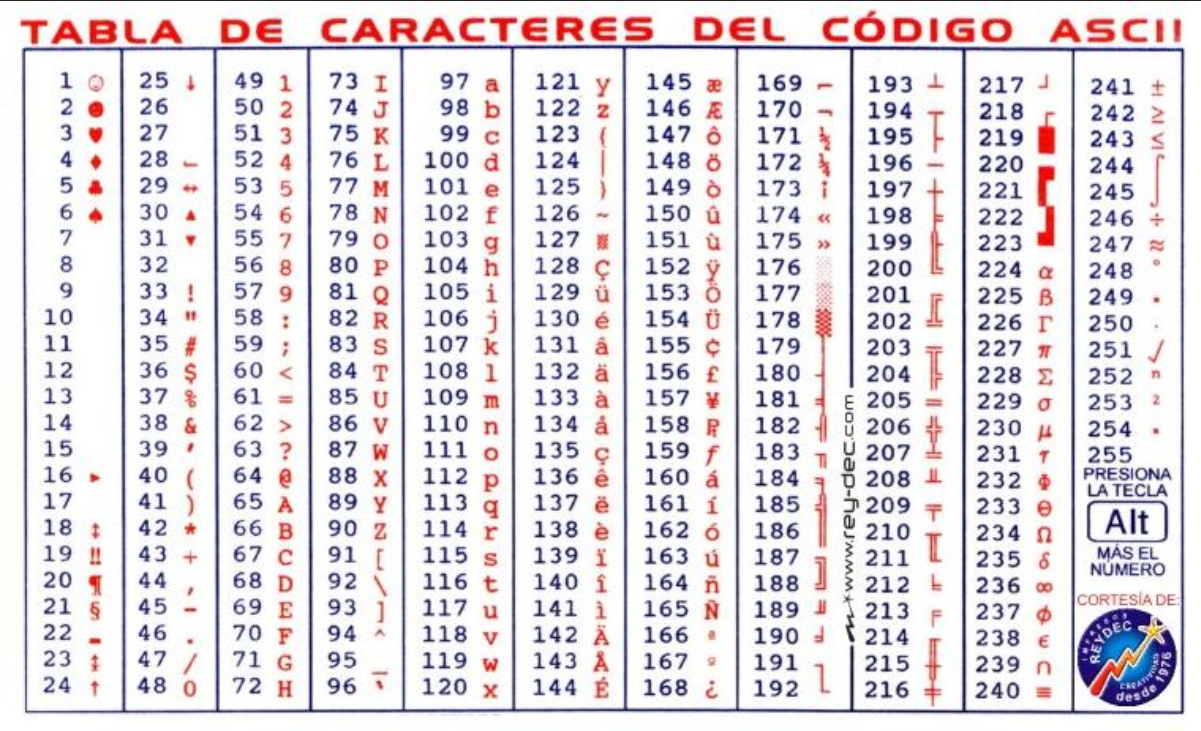 TABLA DE CARACTERES DEL CÓDIGO ASCII
1 ☺
2 ☻
3 ♥
4 ♦
5 ♣
6 ♠
7
8
9
10
11
12
13
14
15
16 ►
17
18 ↕
19 ‼
20 ¶
21 §
22 ▬
23 ↨
24 ↑
25 ↓
26
27
28 ∟
29 ↔
30 ▲
31 ▼
32
33 !
34 "
35 #
36 $
37 %
38 &
39 '
40 (
41 )
42 *
43 +
44 ,
45 -
46 .
47 /
48 0
49 1
50 2
51 3
52 4
53 5
54 6
55 7
56 8
57 9
58 :
59 ;
60 <
61 =
62 >
63 ?
64 @
65 A
66 B
67 C
68 D
69 E
70 F
71 G
72 H
73 I
74 J
75 K
76 L
77 M
78 N
79 O
80 P
81 Q
82 R
83 S
84 T
85 U
86 V
87 W
88 X
89 Y
90 Z
91 [
92 \
93 ]
94 ^
95 _
96 `
97 a
98 b
99 c
100 d
101 e
102 f
103 g
104 h
105 i
106 j
107 k
108 l
109 m
110 n
111 o
112 p
113 q
114 r
115 s
116 t
117 u
118 v
119 w
120 x
121 y
122 z
123 {
124 |
125 }
126 ~
127 ▒
128 Ç
129 ü
130 é
131 â
132 ä
133 à
134 å
135 ç
136 ê
137 ë
138 è
139 ï
140 î
141 ì
142 Ä
143 Å
144 É
145 æ
146 Æ
147 ô
148 ö
149 ò
150 û
151 ù
152 ÿ
153 Ö
154 Ü
155 ¢
156 £
157 ¥
158 ₧
159 ƒ
160 á
161 í
162 ó
163 ú
164 ñ
165 Ñ
166 ª
167 º
168 ¿
169 ⌐
170 ¬
171 ½
172 ¼
173 ¡
174 «
175 »
176 ░
177 ▒
178 ▓
179 │
180 ┤
181 ╡
182 ╢
183 ╖
184 ╕
185 ╣
186 ║
187 ╗
188 ╝
189 ╜
190 ╛
191 ┐
192 └
www.rey-dec.com
193 ┴
194 ┬
195 ├
196 ─
197 ┼
198 ╞
199 ╟
200 ╚
201 ╔
202 ╩
203 ╦
204 ╠
205 ═
206 ╬
207 ╧
208 ╨
209 ╤
210 ╥
211 ╙
212 ╘
213 ╒
214 ╓
215 ╫
216 ╪
217 ┘
218 ┌
219 █
220 ▄
221 ▌
222 ▐
223 ▀
224 α
225 ß
226 Γ
227 π
228 Σ
229 σ
230 µ
231 τ
232 Φ
233 Θ
234 Ω
235 δ
236 ∞
237 φ
238 ε
239 ∩
240 ≡
241 ±
242 ≥
243 ≤
244 ⌠
245 ⌡
246 ÷
247 ≈
248 °
249 ∙
250 ·
251 √
252 ⁿ
253 ²
254 ■
255
PRESIONA
LA TECLA
Alt
MÁS EL
NÚMERO
CORTESÍA DE:
IMPRESOS
REYDEC
CREATIVIDAD
desde 1976